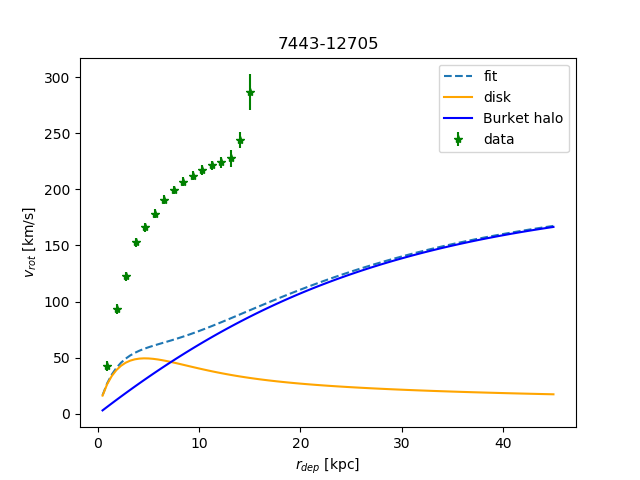 7443-12705
fit
disk
Burket halo
data
300
250
200
150
100
50
0
v_rot [km/s]
0 10 20 30 40
r_dep [kpc]